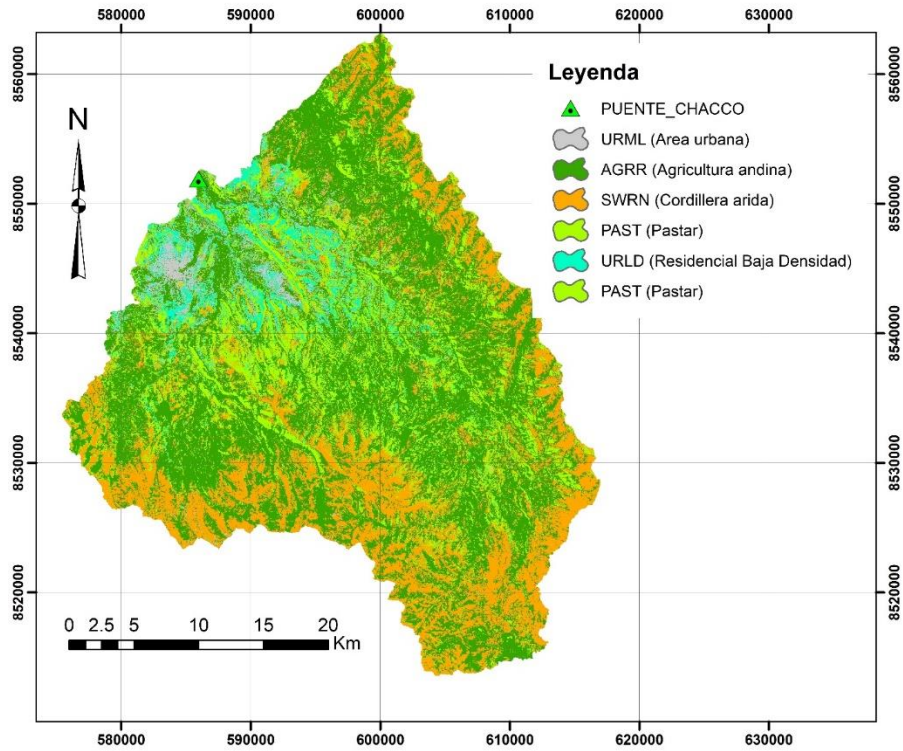 580000 590000 600000 610000 620000 630000
8560000 8560000
Leyenda
PUENTE_CHACCO
URML (Area urbana)
AGRR (Agricultura andina)
SWRN (Cordillera arida)
PAST (Pastar)
URLD (Residencial Baja Densidad)
PAST (Pastar)
N
8550000 8550000
8540000 8540000
8530000 8530000
8520000 8520000
0 2.5 5 10 15 20
Km
580000 590000 600000 610000 620000 630000